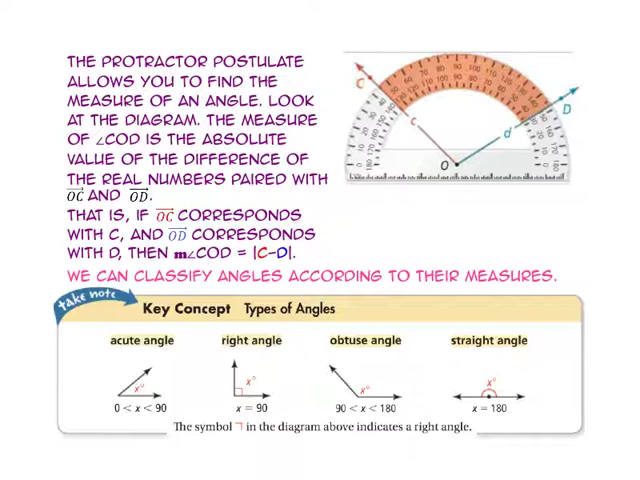 THE PROTRACTOR POSTULATE
ALLOWS YOU TO FIND THE
MEASURE OF AN ANGLE. LOOK
AT THE DIAGRAM. THE MEASURE
OF ∠COD IS THE ABSOLUTE
VALUE OF THE DIFFERENCE OF
THE REAL NUMBERS PAIRED WITH
OC AND OD.
THAT IS, IF OC CORRESPONDS
WITH C, AND OD CORRESPONDS
WITH D, THEN m∠COD = |C-D|.
C
D
c
d
O
WE CAN CLASSIFY ANGLES ACCORDING TO THEIR MEASURES.
take note
Key Concept Types of Angles
acute angle right angle obtuse angle straight angle
x° x° x° x°
0 < x < 90 x = 90 90 < x < 180 x = 180
The symbol ┐ in the diagram above indicates a right angle.